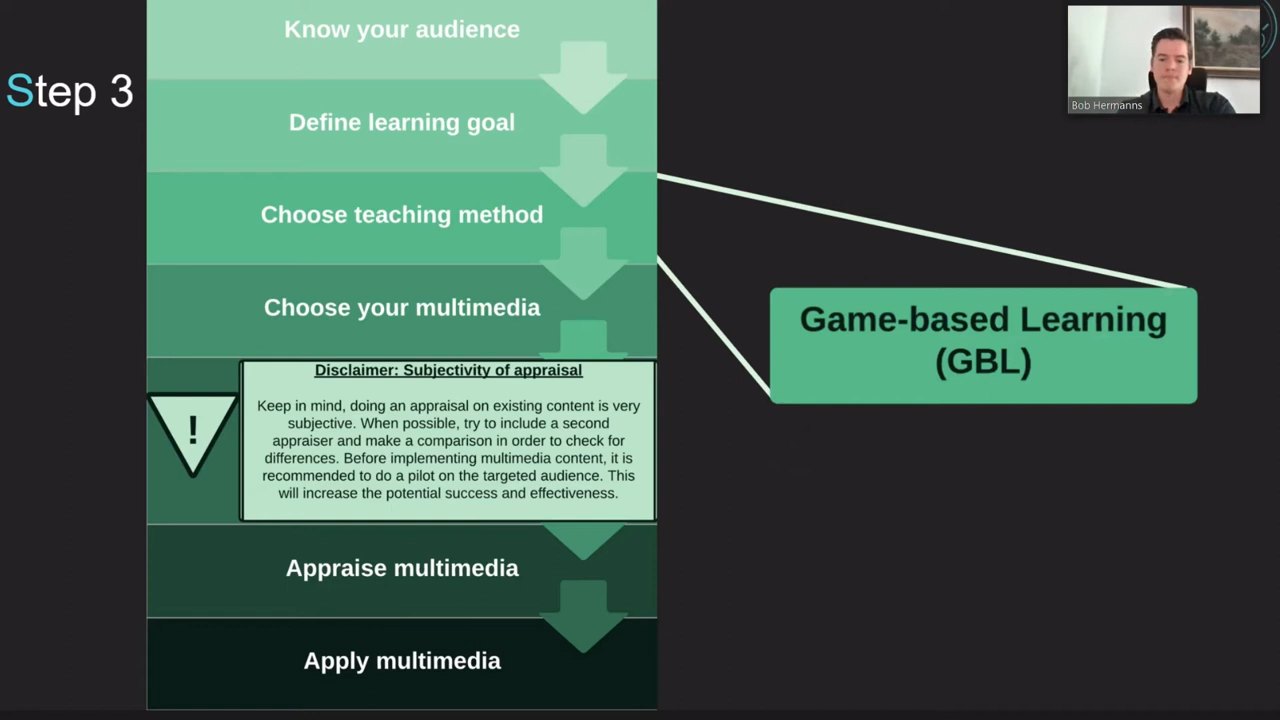 Step 3
Know your audience
Define learning goal
Choose teaching method
Choose your multimedia
Disclaimer: Subjectivity of appraisal
Keep in mind, doing an appraisal on existing content is very
subjective. When possible, try to include a second
appraiser and make a comparison in order to check for
differences. Before implementing multimedia content, it is
recommended to do a pilot on the targeted audience. This
will increase the potential success and effectiveness.
!
Appraise multimedia
Apply multimedia
Game-based Learning
(GBL)
Bob Hermanns